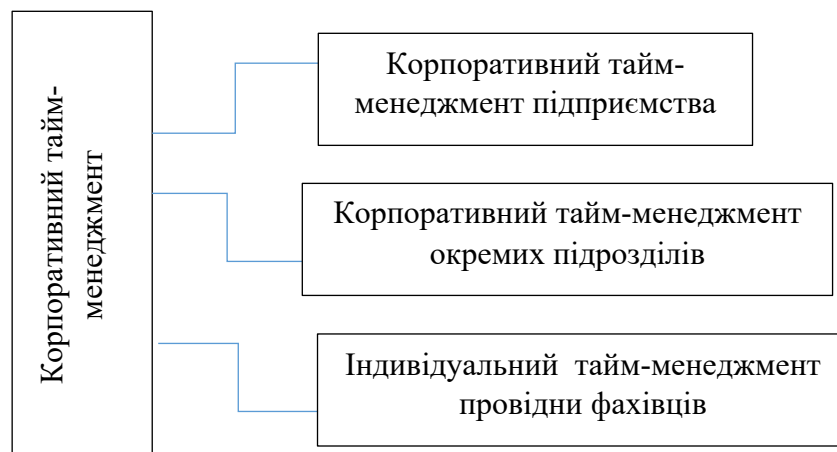 Корпоративний тайм-
менеджмент
Корпоративний тайм-
менеджмент підприємства
Корпоративний тайм-менеджмент
окремих підрозділів
Індивідуальний  тайм-менеджмент
провідни фахівців